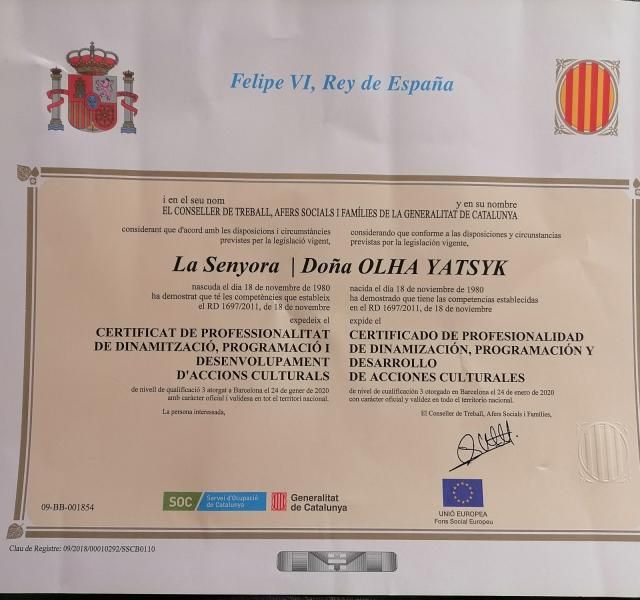 Felipe VI, Rey de España
i en el seu nom
y en su nombre
EL CONSELLER DE TREBALL, AFERS SOCIALS I FAMÍLIES DE LA GENERALITAT DE CATALUNYA
considerant que d'acord amb les disposicions i circumstàncies
previstes per la legislació vigent,
considerando que conforme a las disposiciones y circunstancias
previstas por la legislación vigente,
La Senyora | Doña OLHA YATSYK
nascuda el dia 18 de novembre de 1980
ha demostrat que té les competències que estableix
el RD 1697/2011, de 18 de novembre
expedeix el
CERTIFICAT DE PROFESSIONALITAT
DE DINAMITZACIÓ, PROGRAMACIÓ I
DESENVOLUPAMENT
D'ACCIONS CULTURALS
de nivell de qualificació 3 atorgat a Barcelona el 24 de gener de 2020
amb caràcter oficial i validesa en tot el territori nacional.
La persona interessada,
nacida el día 18 de noviembre de 1980
ha demostrado que tiene las competencias establecidas
en el RD 1697/2011, de 18 de noviembre
expide el
CERTIFICADO DE PROFESIONALIDAD
DE DINAMIZACIÓN, PROGRAMACIÓN Y
DESARROLLO
DE ACCIONES CULTURALES
de nivel de cualificación 3 otorgado en Barcelona el 24 de enero de 2020
con carácter oficial y validez en todo el territorio nacional.
El Conseller de Treball, Afers Socials i Famílies,
09-BB-001854
SOC Servei d'Ocupació
de Catalunya
Generalitat
de Catalunya
UNIÓ EUROPEA
Fons Social Europeu
Clau de Registre: 09/2018/00010292/SSCB0110